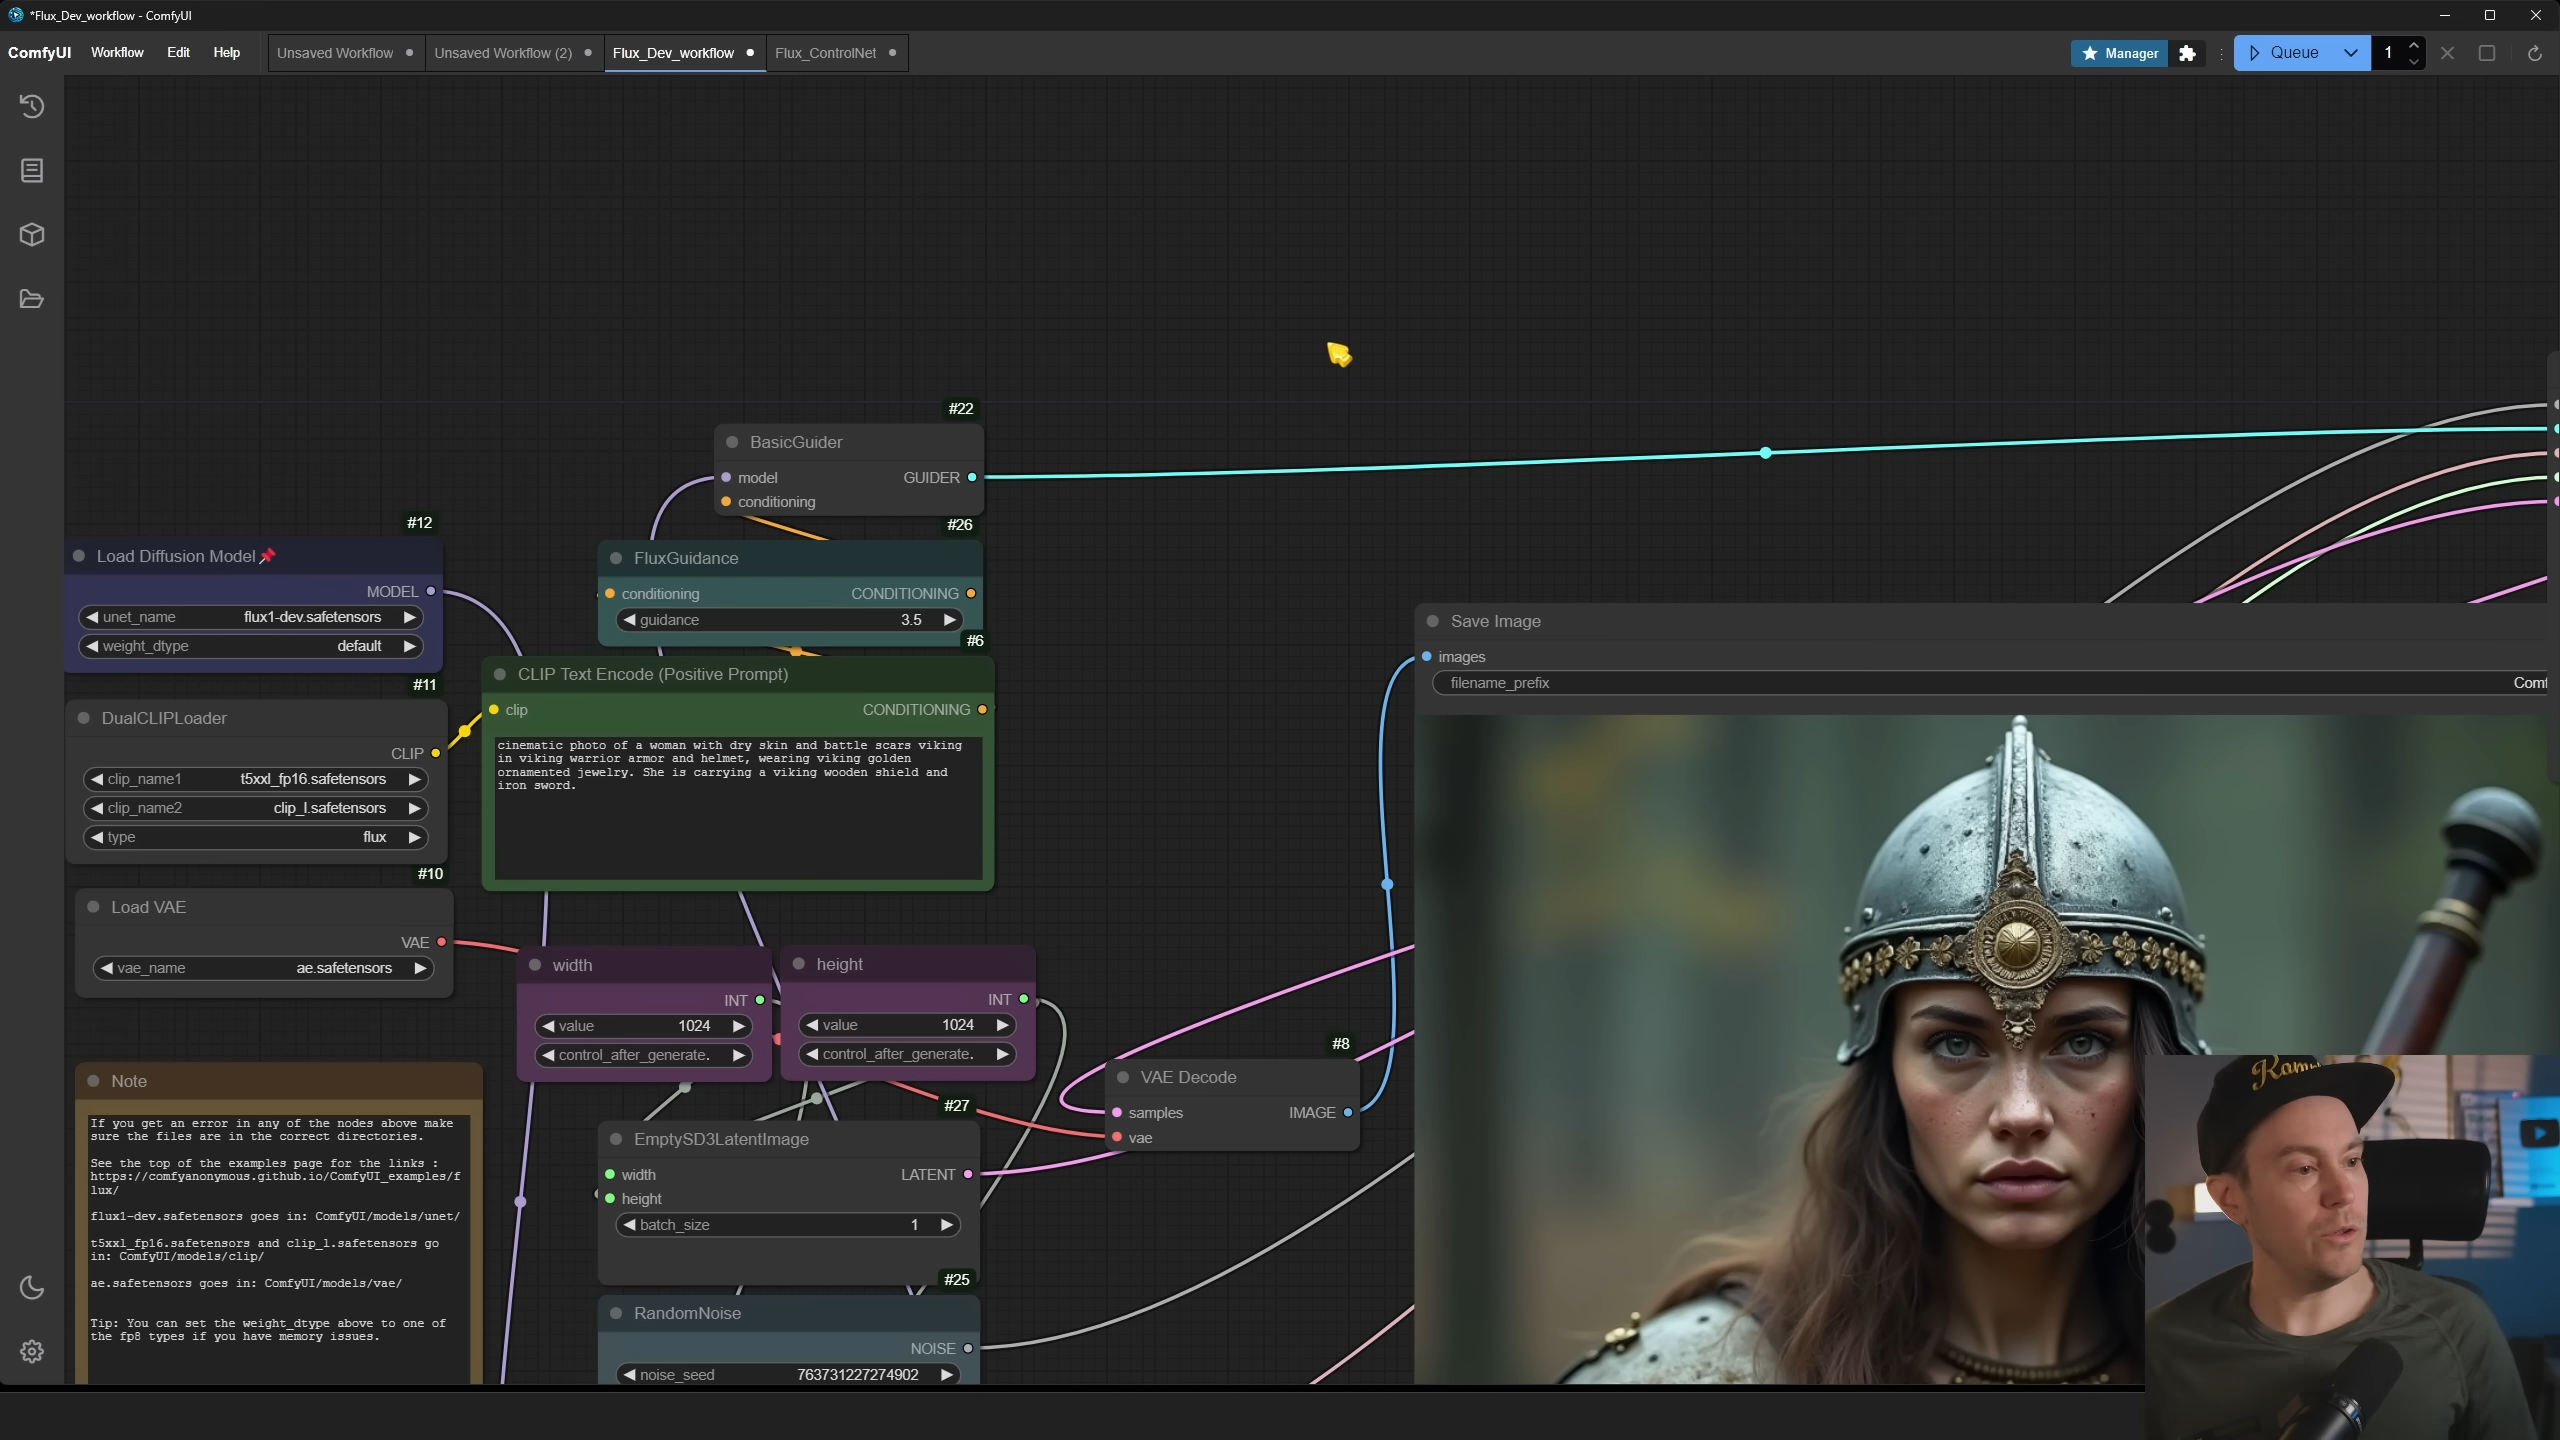 *Flux_Dev_workflow - ComfyUI
ComfyUI Workflow Edit Help Unsaved Workflow Unsaved Workflow (2) Flux_Dev_workflow Flux_ControlNet Manager Queue 1
#22
BasicGuider
model GUIDER
conditioning
#26
FluxGuidance
conditioning CONDITIONING
guidance 3.5
#12
Load Diffusion Model
MODEL
unet_name flux1-dev.safetensors
weight_dtype default
#6
CLIP Text Encode (Positive Prompt)
clip CONDITIONING
cinematic photo of a woman with dry skin and battle scars viking
in viking warrior armor and helmet, wearing viking golden
ornamented jewelry. She is carrying a viking wooden shield and
iron sword.
#11
DualCLIPLoader
CLIP
clip_name1 t5xxl_fp16.safetensors
clip_name2 clip_l.safetensors
type flux
#10
Load VAE
VAE
vae_name ae.safetensors
width
INT
value 1024
control_after_generate.
height
INT
value 1024
control_after_generate.
Note
If you get an error in any of the nodes above make
sure the files are in the correct directories.
See the top of the examples page for the links :
https://comfyanonymous.github.io/ComfyUI_examples/f
lux/
flux1-dev.safetensors goes in: ComfyUI/models/unet/
t5xxl_fp16.safetensors and clip_l.safetensors go
in: ComfyUI/models/clip/
ae.safetensors goes in: ComfyUI/models/vae/
Tip: You can set the weight_dtype above to one of
the fp8 types if you have memory issues.
#27
EmptySD3LatentImage
width LATENT
height
batch_size 1
#25
RandomNoise
NOISE
noise_seed 763731227274902
#8
VAE Decode
samples IMAGE
vae
Save Image
images
filename_prefix Comf